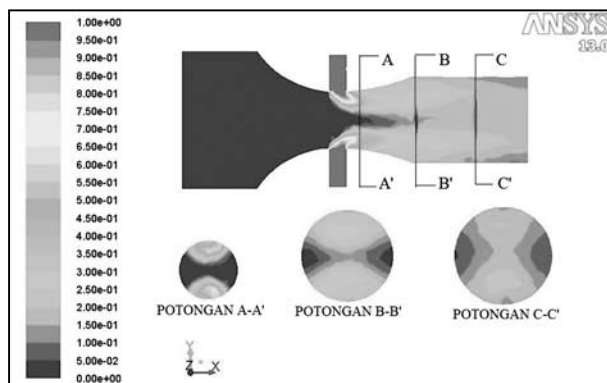 1.00e+00
9.50e-01
9.00e-01
8.50e-01
8.00e-01
7.50e-01
7.00e-01
6.50e-01
6.00e-01
5.50e-01
5.00e-01
4.50e-01
4.00e-01
3.50e-01
3.00e-01
2.50e-01
2.00e-01
1.50e-01
1.00e-01
5.00e-02
0.00e+00
ANSYS
13.0
A B C
A' B' C'
POTONGAN A-A' POTONGAN B-B' POTONGAN C-C'
Y
Z X